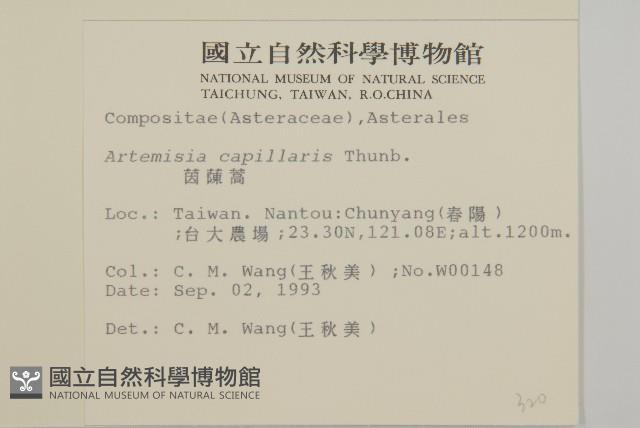 國立自然科學博物館
NATIONAL MUSEUM OF NATURAL SCIENCE
TAICHUNG, TAIWAN, R.O.CHINA
Compositae(Asteraceae),Asterales
Artemisia capillaris Thunb.
茵蔯蒿
Loc.: Taiwan. Nantou:Chunyang(春陽)
;台大農場;23.30N,121.08E;alt.1200m.
Col.: C. M. Wang(王秋美) ;No.W00148
Date: Sep. 02, 1993
Det.: C. M. Wang(王秋美)
320
國立自然科學博物館
NATIONAL MUSEUM OF NATURAL SCIENCE